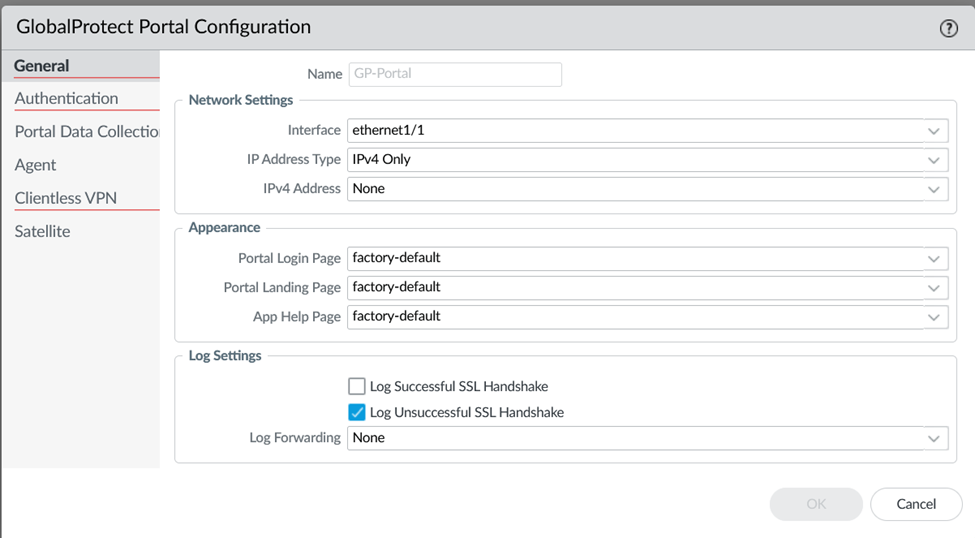 GlobalProtect Portal Configuration
?
General
Authentication
Portal Data Collection
Agent
Clientless VPN
Satellite
Name GP-Portal
Network Settings
Interface ethernet1/1
IP Address Type IPv4 Only
IPv4 Address None
Appearance
Portal Login Page factory-default
Portal Landing Page factory-default
App Help Page factory-default
Log Settings
Log Successful SSL Handshake
Log Unsuccessful SSL Handshake
Log Forwarding None
OK Cancel